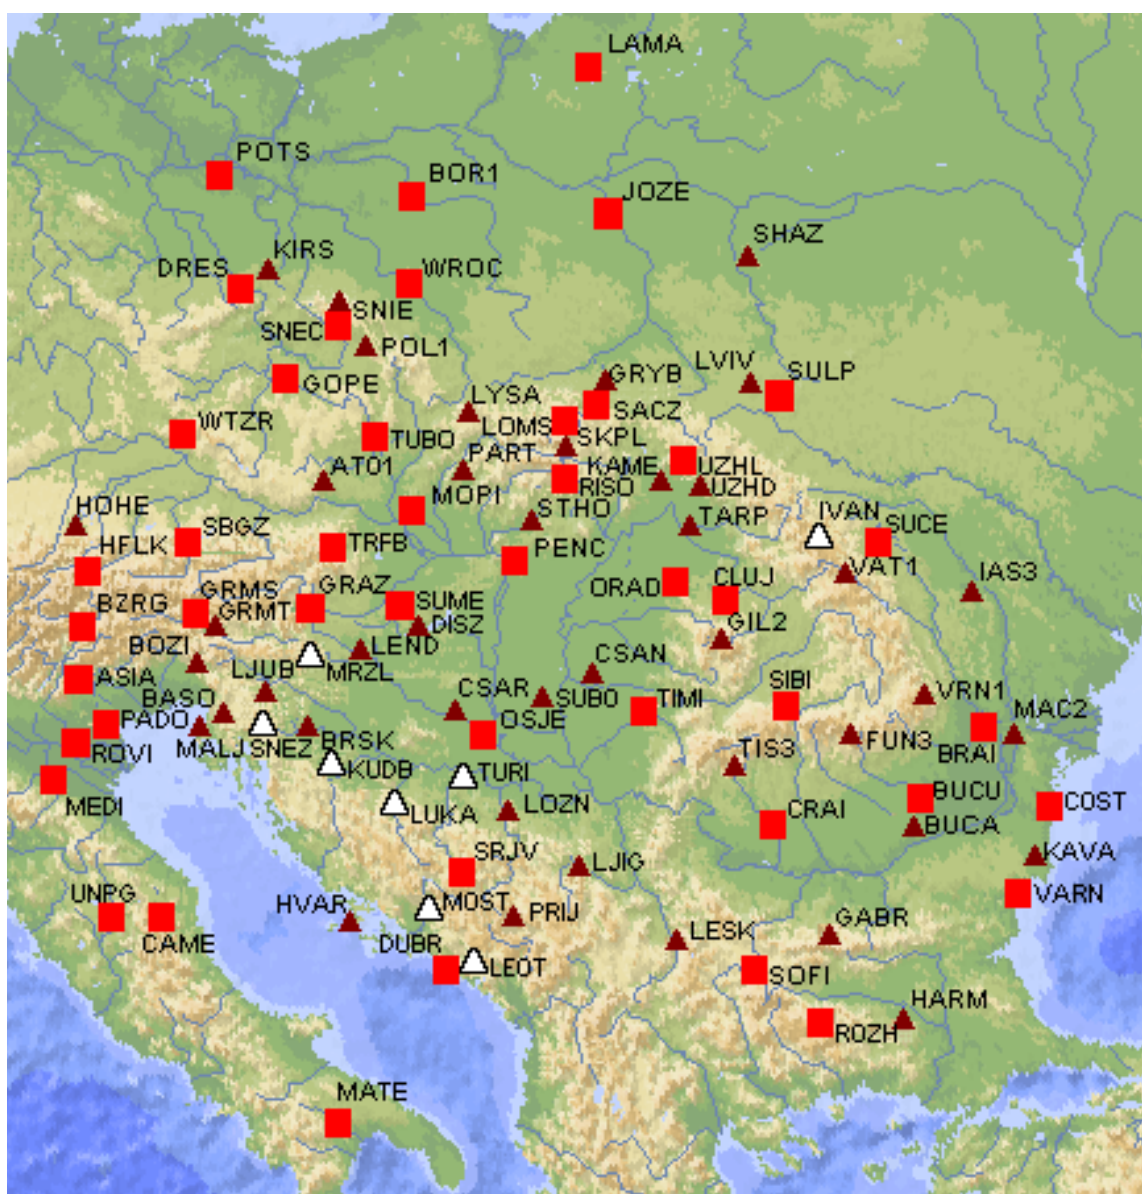 LAMA
POTS
BOR1
JOZE
SHAZ
KIRS
DRES
WROC
SNIE
SNEC
POL1
GOPE
GRYB
LVIV
SULP
LYSA
SACZ
LOMS
WTZR
TUBO
SKPL
PART
KAME
UZHL
AT01
RISO
UZHD
MOPI
HOHE
STHO
TARP
IVAN
SUCE
SBGZ
HFLK
TRFB
PENC
VAT1
IAS3
GRMS
GRAZ
ORAD
CLUJ
BZRG
SUME
GRMT
DISZ
GIL2
BOZI
LEND
LJUB
MRZL
CSAN
ASIA
BASO
CSAR
SUBO
TIMI
SIBI
VRN1
MAC2
PADO
OSJE
BRSK
ROVI
MALJ
SNEZ
TIS3
FUN3
BRAI
KUDB
TURI
MEDI
BUCU
COST
LUKA
LOZN
CRAI
BUCA
SRJV
LJIG
KAVA
UNPG
VARN
HVAR
MOST
PRIJ
GABR
CAME
DUBR
LESK
LEOT
SOFI
HARM
ROZH
MATE